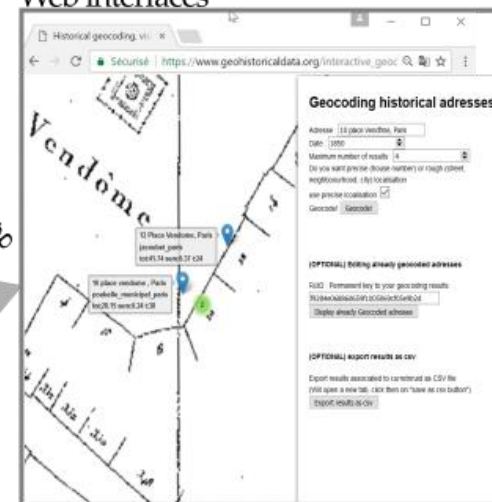 Web interfaces
Historical geocoding, vis
Sécurisé | https://www.geohistoricaldata.org/interactive_geoc
Vendôme
12 Place Vendome, Paris
10 place vendome, Paris
Geocoding historical adresses
Adresse 10 place Vendôme, Paris
Date 1850
Maximum number of results 4
Do you want precise (house number) or rough (street, neighbourhood, city) localisation
use precise localisation
Geocode! Geocode!
(OPTIONAL) Editing already geocoded adresses
RUID Permanent key to your geocoding results:
Display already Geocoded adresses
(OPTIONAL) export results as csv
Export results associated to current ruid as CSV file
(Will open a new tab, click then on "save as csv button")
Export results as csv